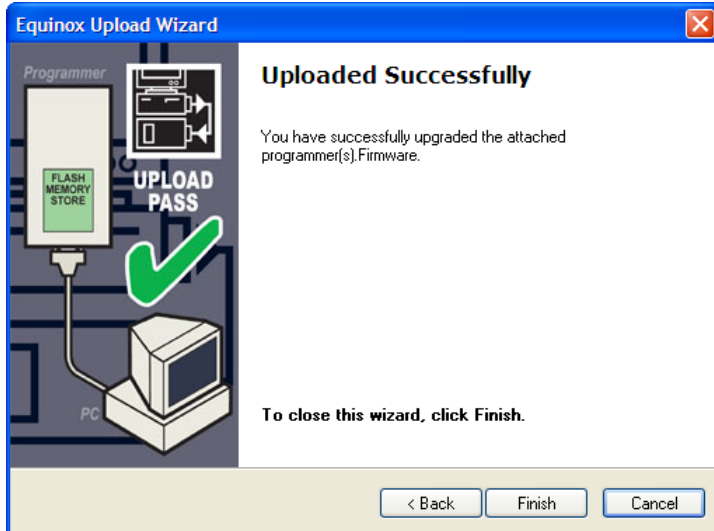 Equinox Upload Wizard
Programmer
FLASH
MEMORY
STORE
UPLOAD
PASS
PC
Uploaded Successfully
You have successfully upgraded the attached
programmer(s).Firmware.
To close this wizard, click Finish.
< Back
Finish
Cancel